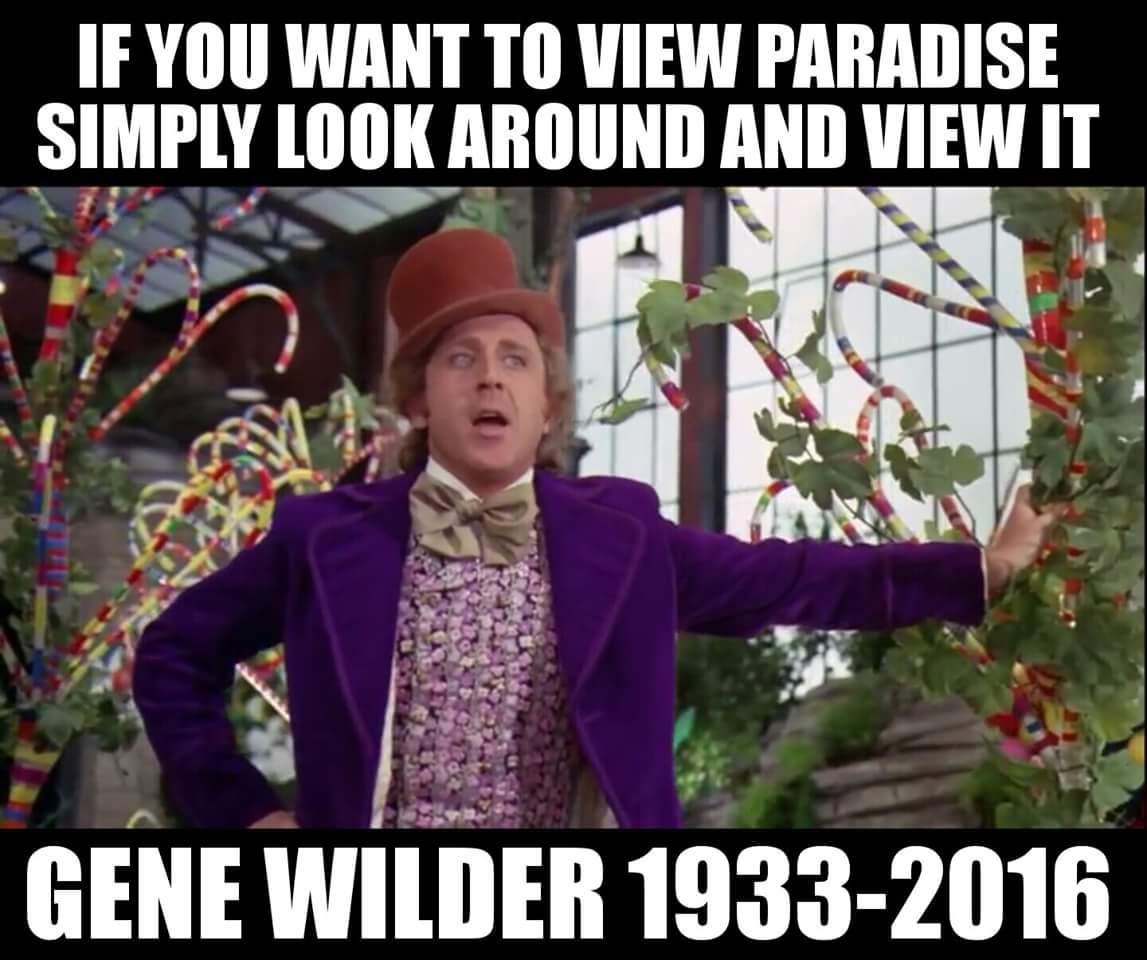 IF YOU WANT TO VIEW PARADISE
SIMPLY LOOK AROUND AND VIEW IT
GENE WILDER 1933-2016